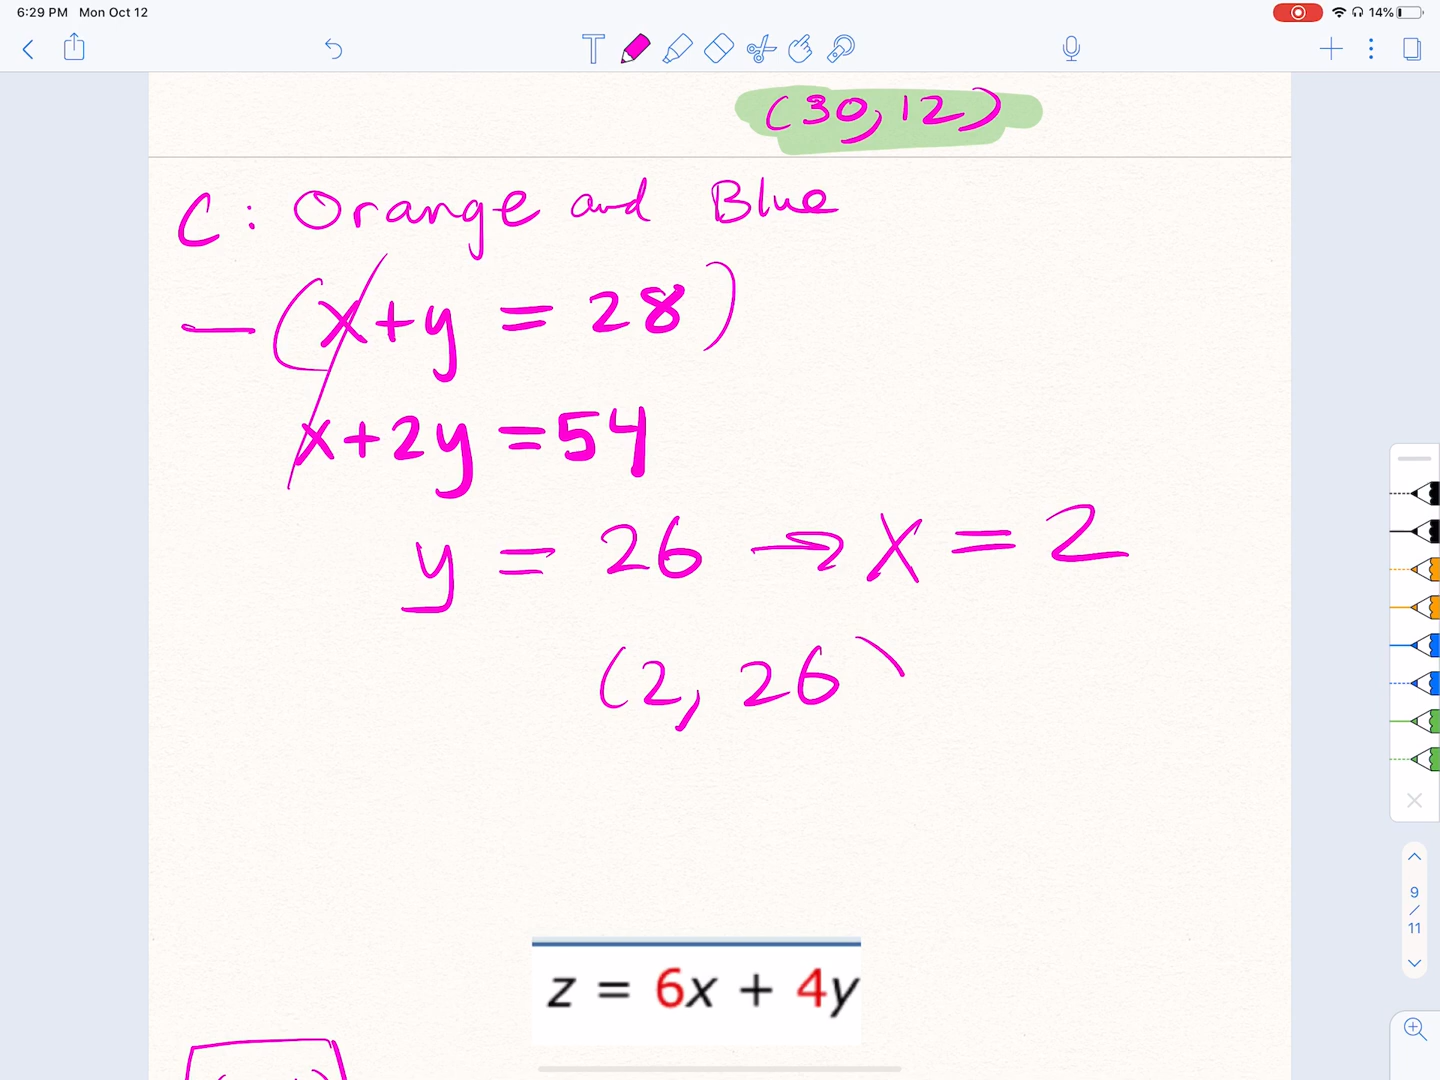 6:29 PM Mon Oct 12
14%
T
(30,12)
C: Orange and Blue
-(x+y = 28)
x+2y =54
y = 26 → x = 2
(2, 26)
9
/
11
z = 6x + 4y